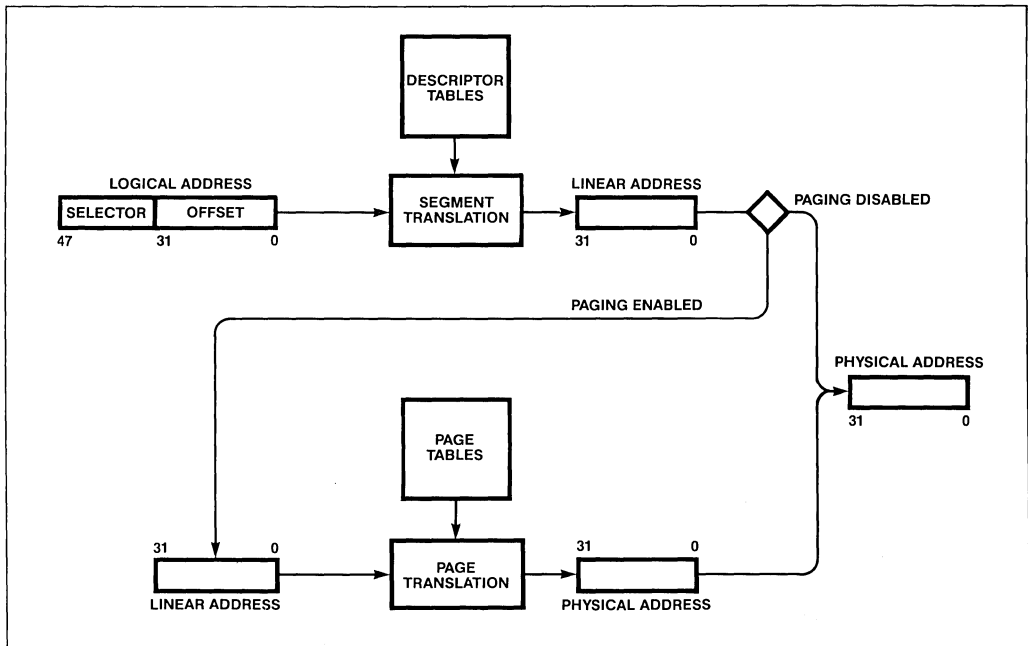 DESCRIPTOR
TABLES
LOGICAL ADDRESS
SELECTOR OFFSET
47 31 0
SEGMENT
TRANSLATION
LINEAR ADDRESS
31 0
PAGING DISABLED
PAGING ENABLED
PHYSICAL ADDRESS
31 0
PAGE
TABLES
31 0
LINEAR ADDRESS
PAGE
TRANSLATION
31 0
PHYSICAL ADDRESS